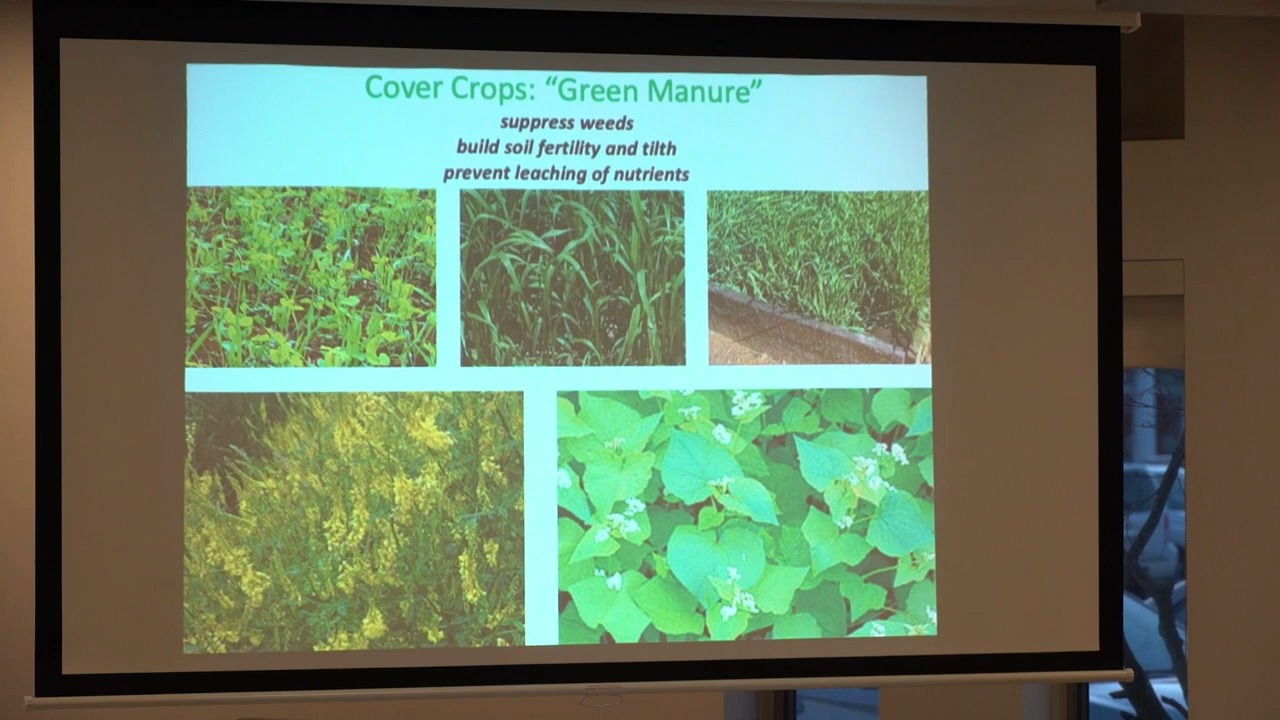 Cover Crops: “Green Manure”
suppress weeds
build soil fertility and tilth
prevent leaching of nutrients